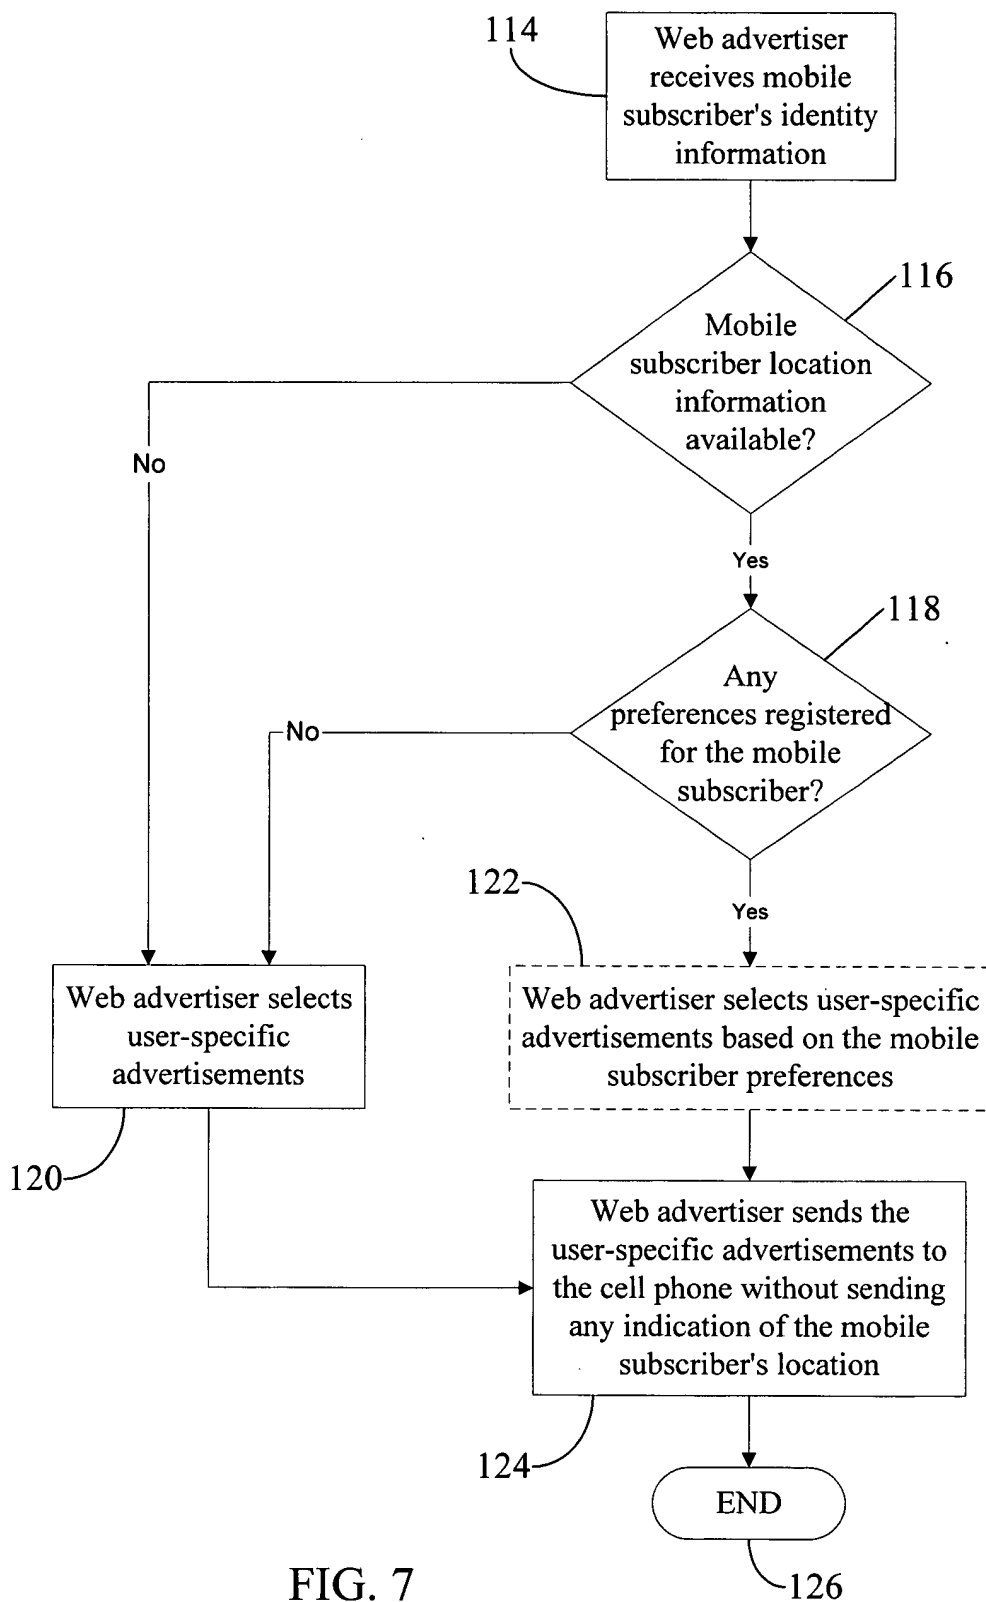 114
Web advertiser
receives mobile
subscriber's identity
information
116
Mobile
subscriber location
information
available?
No
Yes
118
Any
preferences registered
for the mobile
subscriber?
No
Yes
122
Web advertiser selects
user-specific
advertisements
120
Web advertiser selects user-specific
advertisements based on the mobile
subscriber preferences
Web advertiser sends the
user-specific advertisements to
the cell phone without sending
any indication of the mobile
subscriber's location
124
END
126
FIG. 7